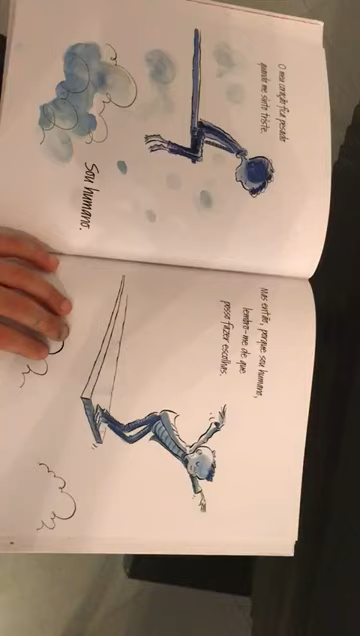 O meu coração fica pesado
quando me sinto triste.
Sou humano.
Mas então, porque sou humano,
lembro-me de que
posso fazer escolhas.